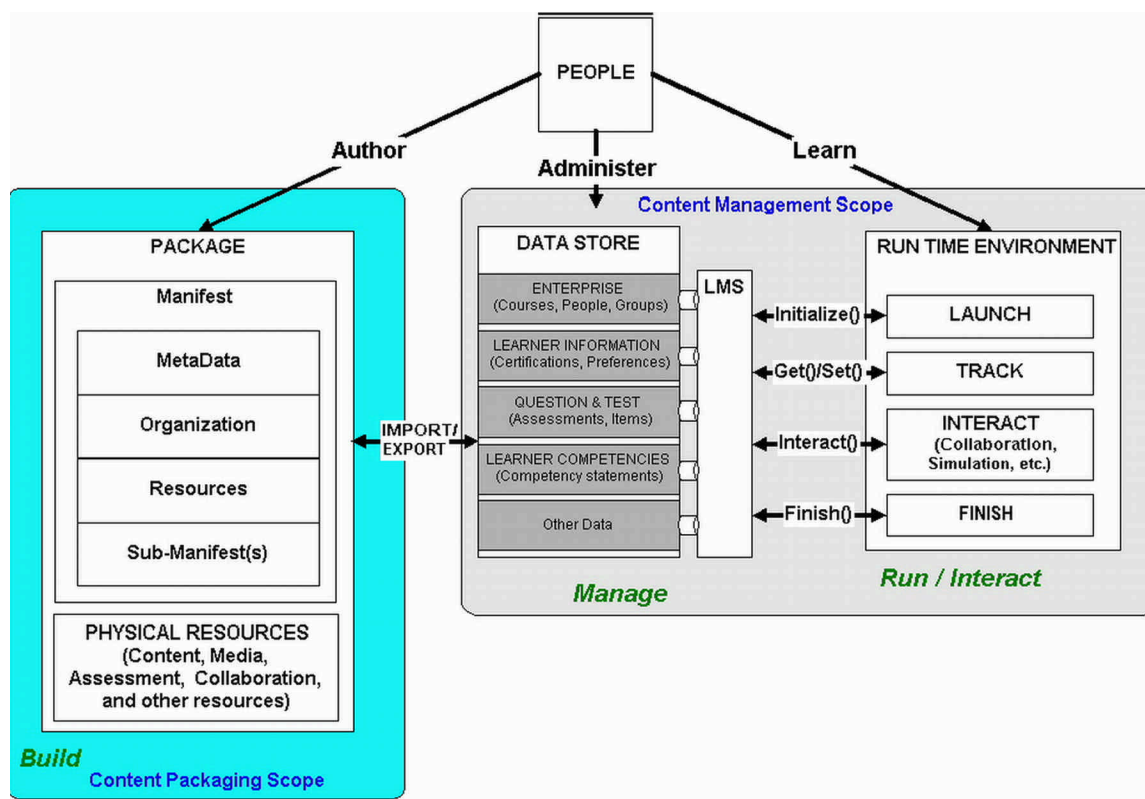 PEOPLE
Author
Administer
Learn
Content Management Scope
PACKAGE
Manifest
MetaData
Organization
Resources
Sub-Manifest(s)
PHYSICAL RESOURCES
(Content, Media,
Assessment, Collaboration,
and other resources)
Build
Content Packaging Scope
IMPORT/
EXPORT
DATA STORE
ENTERPRISE
(Courses, People, Groups)
LEARNER INFORMATION
(Certifications, Preferences)
QUESTION & TEST
(Assessments, Items)
LEARNER COMPETENCIES
(Competency statements)
Other Data
LMS
Manage
Initialize()
Get()/Set()
Interact()
Finish()
RUN TIME ENVIRONMENT
LAUNCH
TRACK
INTERACT
(Collaboration,
Simulation, etc.)
FINISH
Run / Interact